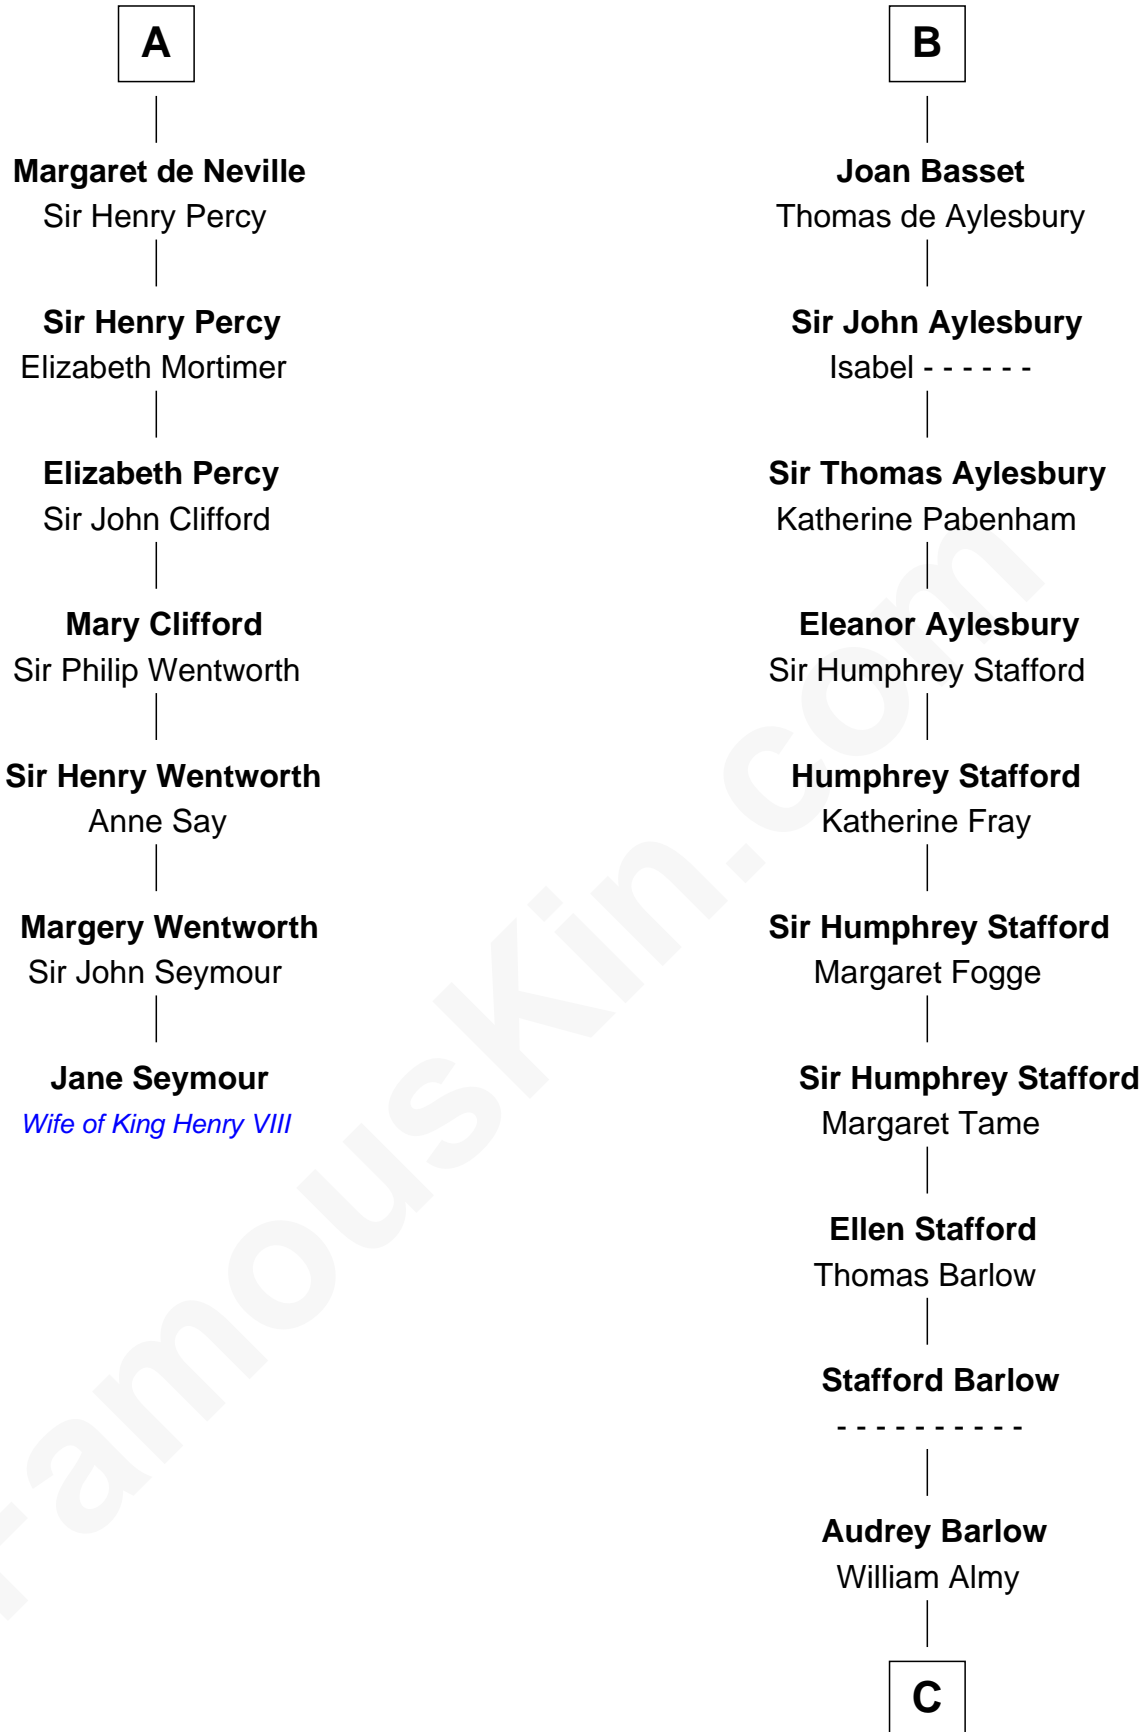 A
Margaret de Neville
Sir Henry Percy
Sir Henry Percy
Elizabeth Mortimer
Elizabeth Percy
Sir John Clifford
Mary Clifford
Sir Philip Wentworth
Sir Henry Wentworth
Anne Say
Margery Wentworth
Sir John Seymour
Jane Seymour
Wife of King Henry VIII
B
Joan Basset
Thomas de Aylesbury
Sir John Aylesbury
Isabel - - - - - -
Sir Thomas Aylesbury
Katherine Pabenham
Eleanor Aylesbury
Sir Humphrey Stafford
Humphrey Stafford
Katherine Fray
Sir Humphrey Stafford
Margaret Fogge
Sir Humphrey Stafford
Margaret Tame
Ellen Stafford
Thomas Barlow
Stafford Barlow
- - - - - - - - - -
Audrey Barlow
William Almy
C
FamousKin.com